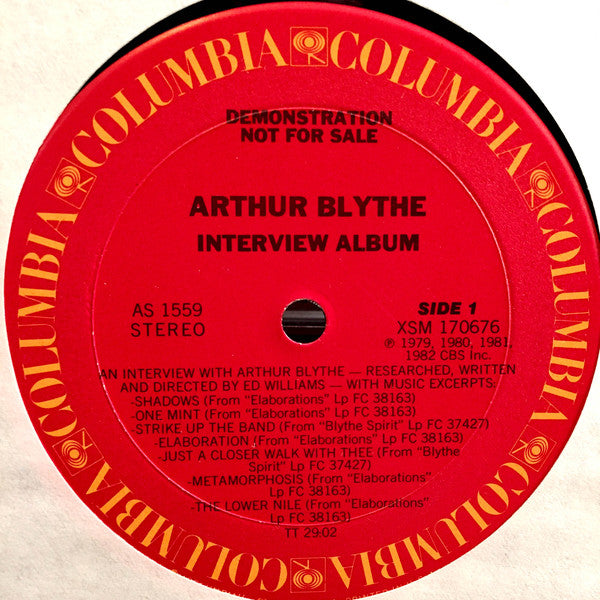 COLUMBIA COLUMBIA COLUMBIA COLUMBIA COLUMBIA COLUMBIA
DEMONSTRATION
NOT FOR SALE
ARTHUR BLYTHE
INTERVIEW ALBUM
AS 1559
STEREO
SIDE 1
XSM 170676
℗ 1979, 1980, 1981,
1982 CBS Inc.
AN INTERVIEW WITH ARTHUR BLYTHE — RESEARCHED, WRITTEN
AND DIRECTED BY ED WILLIAMS — WITH MUSIC EXCERPTS:
-SHADOWS (From "Elaborations" Lp FC 38163)
-ONE MINT (From "Elaborations" Lp FC 38163)
-STRIKE UP THE BAND (From "Blythe Spirit" Lp FC 37427)
-ELABORATION (From "Elaborations" Lp FC 38163)
-JUST A CLOSER WALK WITH THEE (From "Blythe
Spirit" Lp FC 37427)
-METAMORPHOSIS (From "Elaborations"
Lp FC 38163)
-THE LOWER NILE (From "Elaborations"
Lp FC 38163)
TT 29:02